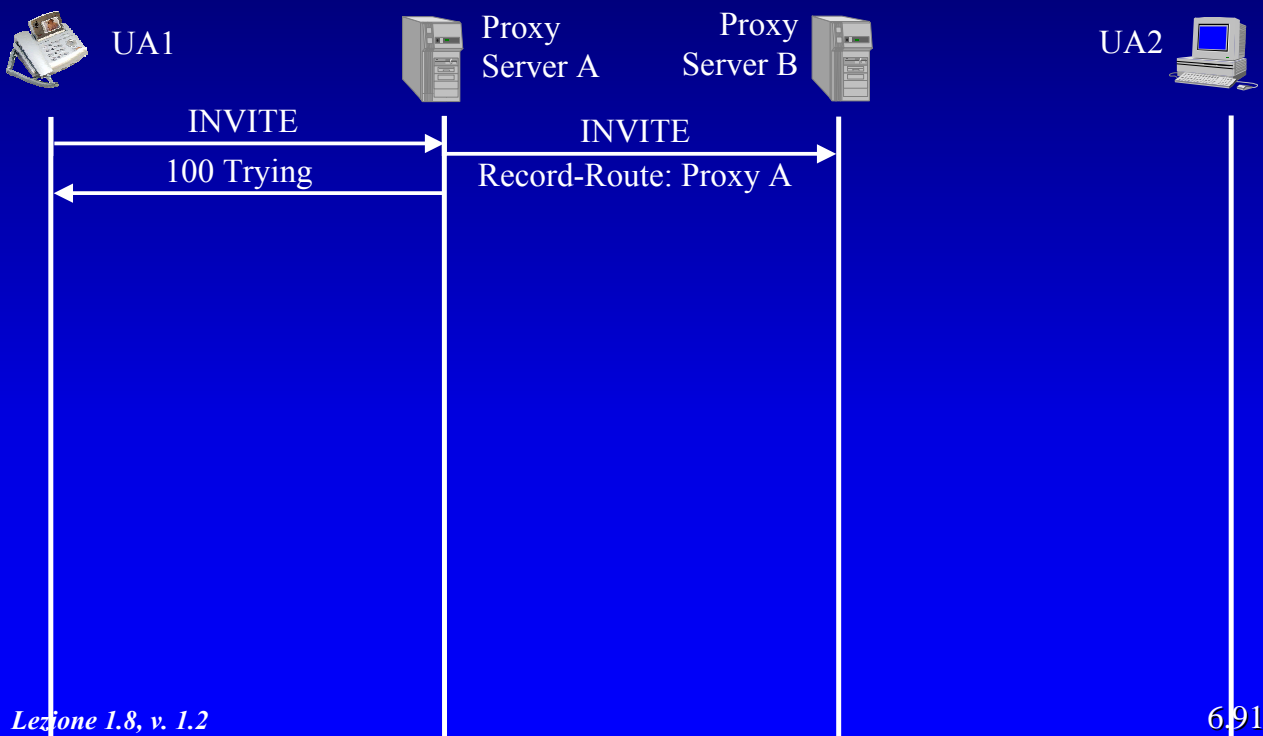 UA1
Proxy
Server A
Proxy
Server B
UA2
INVITE
INVITE
100 Trying
Record-Route: Proxy A
Lezione 1.8, v. 1.2
6.91